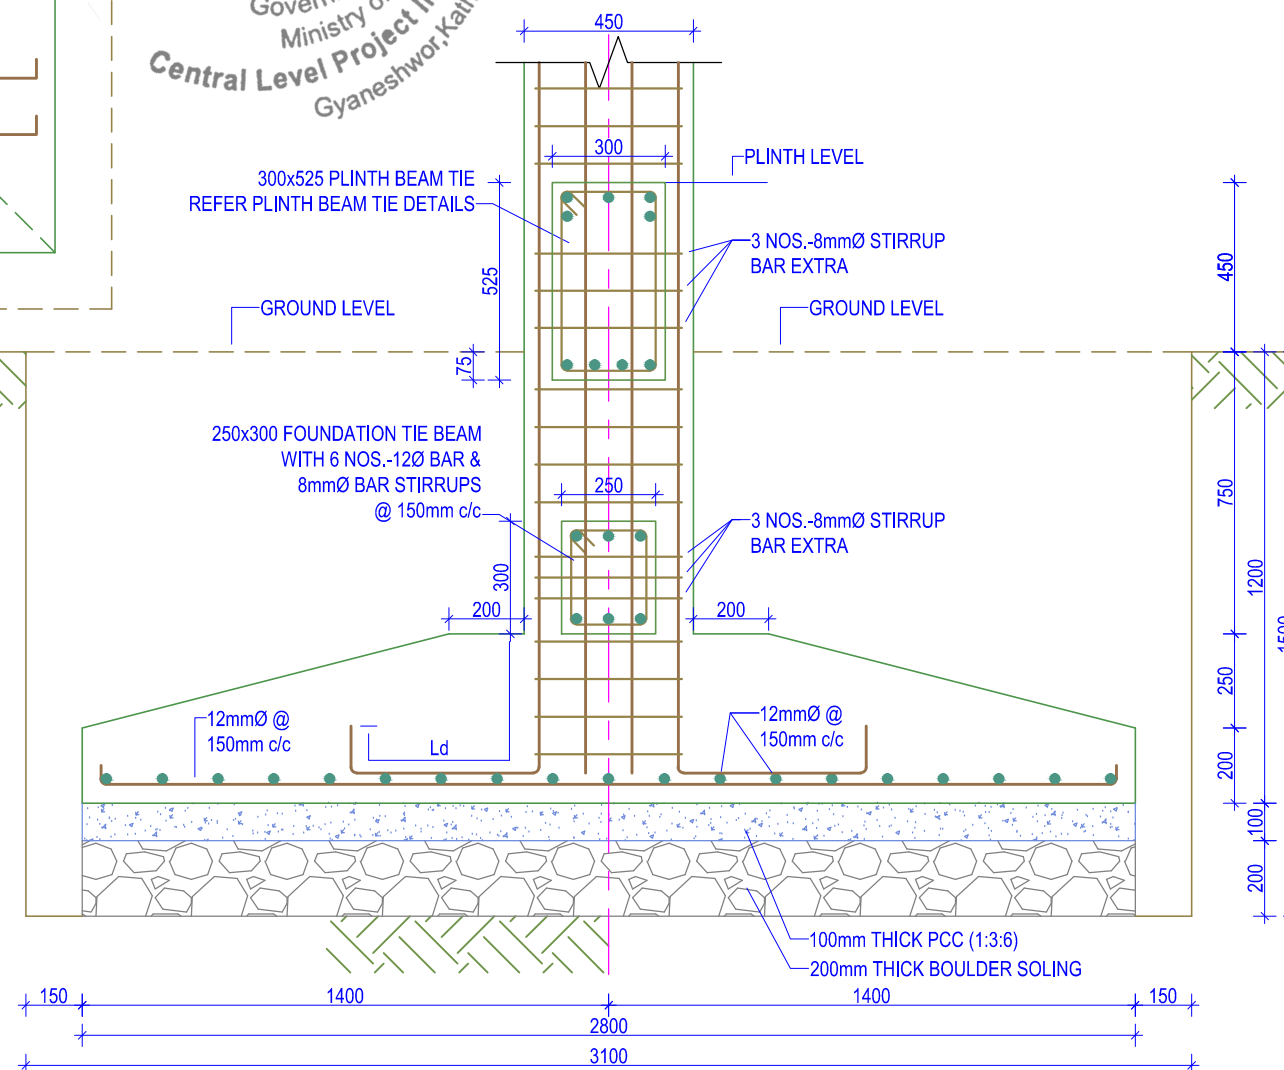 Ministry
Central Level Project
Gyaneshwor,
450
300
PLINTH LEVEL
300x525 PLINTH BEAM TIE
REFER PLINTH BEAM TIE DETAILS
3 NOS.-8mmØ STIRRUP
BAR EXTRA
450
525
GROUND LEVEL
GROUND LEVEL
75
250x300 FOUNDATION TIE BEAM
WITH 6 NOS.-12Ø BAR &
8mmØ BAR STIRRUPS
@ 150mm c/c
250
750
3 NOS.-8mmØ STIRRUP
BAR EXTRA
300
1200
200
200
1500
250
12mmØ @
150mm c/c
Ld
12mmØ @
150mm c/c
200
100
200
100mm THICK PCC (1:3:6)
200mm THICK BOULDER SOLING
150
1400
1400
150
2800
3100